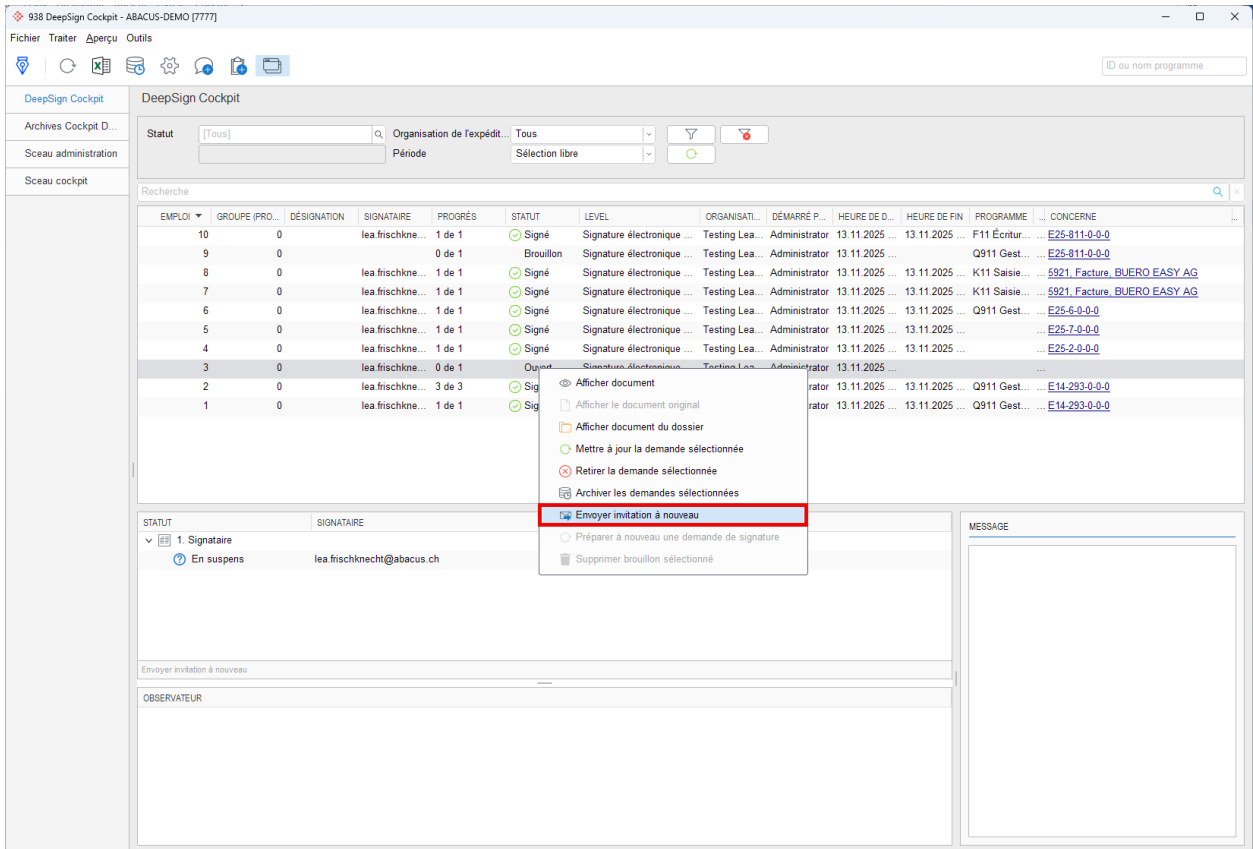 938 DeepSign Cockpit - ABACUS-DEMO [7777]
Fichier Traiter Aperçu Outils
ID ou nom programme
DeepSign Cockpit
Archives Cockpit D...
Sceau administration
Sceau cockpit
DeepSign Cockpit
Statut [Tous] Organisation de l'expédit... Tous
Période Sélection libre
Recherche
EMPLOI GROUPE (PRO... DÉSIGNATION SIGNATAIRE PROGRÈS STATUT LEVEL ORGANISATI... DÉMARRÉ P... HEURE DE D... HEURE DE FIN PROGRAMME ... CONCERNE ...
10 0 lea.frischkne... 1 de 1 Signé Signature électronique ... Testing Lea... Administrator 13.11.2025 ... 13.11.2025 ... F11 Écritur... ... E25-811-0-0-0
9 0 0 de 1 Brouillon Signature électronique ... Testing Lea... Administrator 13.11.2025 ... Q911 Gest... ... E25-811-0-0-0
8 0 lea.frischkne... 1 de 1 Signé Signature électronique ... Testing Lea... Administrator 13.11.2025 ... 13.11.2025 ... K11 Saisie... ... 5921, Facture, BUERO EASY AG
7 0 lea.frischkne... 1 de 1 Signé Signature électronique ... Testing Lea... Administrator 13.11.2025 ... 13.11.2025 ... K11 Saisie... ... 5921, Facture, BUERO EASY AG
6 0 lea.frischkne... 1 de 1 Signé Signature électronique ... Testing Lea... Administrator 13.11.2025 ... 13.11.2025 ... Q911 Gest... ... E25-6-0-0-0
5 0 lea.frischkne... 1 de 1 Signé Signature électronique ... Testing Lea... Administrator 13.11.2025 ... 13.11.2025 ... ... E25-7-0-0-0
4 0 lea.frischkne... 1 de 1 Signé Signature électronique ... Testing Lea... Administrator 13.11.2025 ... 13.11.2025 ... ... E25-2-0-0-0
3 0 lea.frischkne... 0 de 1 Ouvert Signature électronique ... Testing Lea... Administrator 13.11.2025 ... ...
2 0 lea.frischkne... 3 de 3 Sig rator 13.11.2025 ... 13.11.2025 ... Q911 Gest... ... E14-293-0-0-0
1 0 lea.frischkne... 1 de 1 Sig rator 13.11.2025 ... 13.11.2025 ... Q911 Gest... ... E14-293-0-0-0
Afficher document
Afficher le document original
Afficher document du dossier
Mettre à jour la demande sélectionnée
Retirer la demande sélectionnée
Archiver les demandes sélectionnées
Envoyer invitation à nouveau
Préparer à nouveau une demande de signature
Supprimer brouillon sélectionné
STATUT SIGNATAIRE
1. Signataire
En suspens lea.frischknecht@abacus.ch
Envoyer invitation à nouveau
OBSERVATEUR
MESSAGE